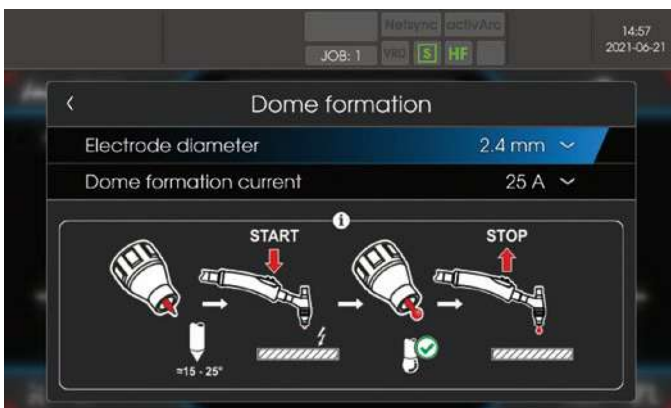 Netsync activArc
JOB: 1 VRD S HF
14:57
2021-06-21
Dome formation
Electrode diameter 2.4 mm
Dome formation current 25 A
START
STOP
≈15 - 25°